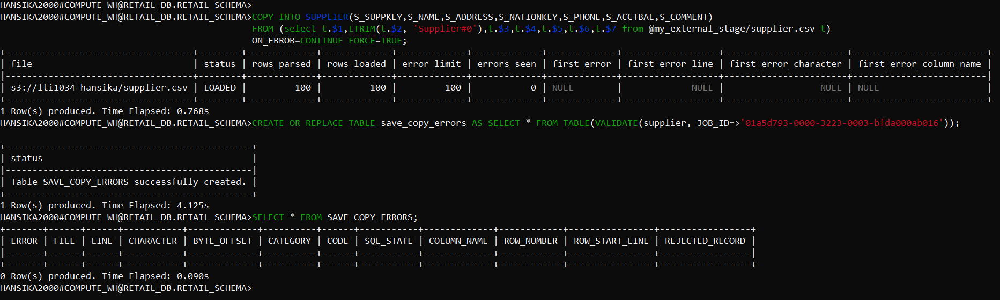 HANSIKA2000#COMPUTE_WH@RETAIL_DB.RETAIL_SCHEMA>
HANSIKA2000#COMPUTE_WH@RETAIL_DB.RETAIL_SCHEMA>COPY INTO SUPPLIER(S_SUPPKEY,S_NAME,S_ADDRESS,S_NATIONKEY,S_PHONE,S_ACCTBAL,S_COMMENT)
                                               FROM (select t.$1,LTRIM(t.$2, 'Supplier#0'),t.$3,t.$4,t.$5,t.$6,t.$7 from @my_external_stage/supplier.csv t)
                                               ON_ERROR=CONTINUE FORCE=TRUE;
+-----------------------------------+--------+-------------+-------------+-------------+-------------+-------------+------------------+-----------------------+-------------------------+
| file                              | status | rows_parsed | rows_loaded | error_limit | errors_seen | first_error | first_error_line | first_error_character | first_error_column_name |
|-----------------------------------+--------+-------------+-------------+-------------+-------------+-------------+------------------+-----------------------+-------------------------|
| s3://lti1034-hansika/supplier.csv | LOADED |         100 |         100 |         100 |           0 | NULL        |             NULL |                  NULL | NULL                    |
+-----------------------------------+--------+-------------+-------------+-------------+-------------+-------------+------------------+-----------------------+-------------------------+
1 Row(s) produced. Time Elapsed: 0.768s
HANSIKA2000#COMPUTE_WH@RETAIL_DB.RETAIL_SCHEMA>CREATE OR REPLACE TABLE save_copy_errors AS SELECT * FROM TABLE(VALIDATE(supplier, JOB_ID=>'01a5d793-0000-3223-0003-bfda000ab016'));
+----------------------------------------------+
| status                                       |
|----------------------------------------------|
| Table SAVE_COPY_ERRORS successfully created. |
+----------------------------------------------+
1 Row(s) produced. Time Elapsed: 4.125s
HANSIKA2000#COMPUTE_WH@RETAIL_DB.RETAIL_SCHEMA>SELECT * FROM SAVE_COPY_ERRORS;
+-------+------+------+-----------+-------------+----------+------+-----------+-------------+------------+----------------+-----------------+
| ERROR | FILE | LINE | CHARACTER | BYTE_OFFSET | CATEGORY | CODE | SQL_STATE | COLUMN_NAME | ROW_NUMBER | ROW_START_LINE | REJECTED_RECORD |
|-------+------+------+-----------+-------------+----------+------+-----------+-------------+------------+----------------+-----------------|
+-------+------+------+-----------+-------------+----------+------+-----------+-------------+------------+----------------+-----------------+
0 Row(s) produced. Time Elapsed: 0.090s
HANSIKA2000#COMPUTE_WH@RETAIL_DB.RETAIL_SCHEMA>